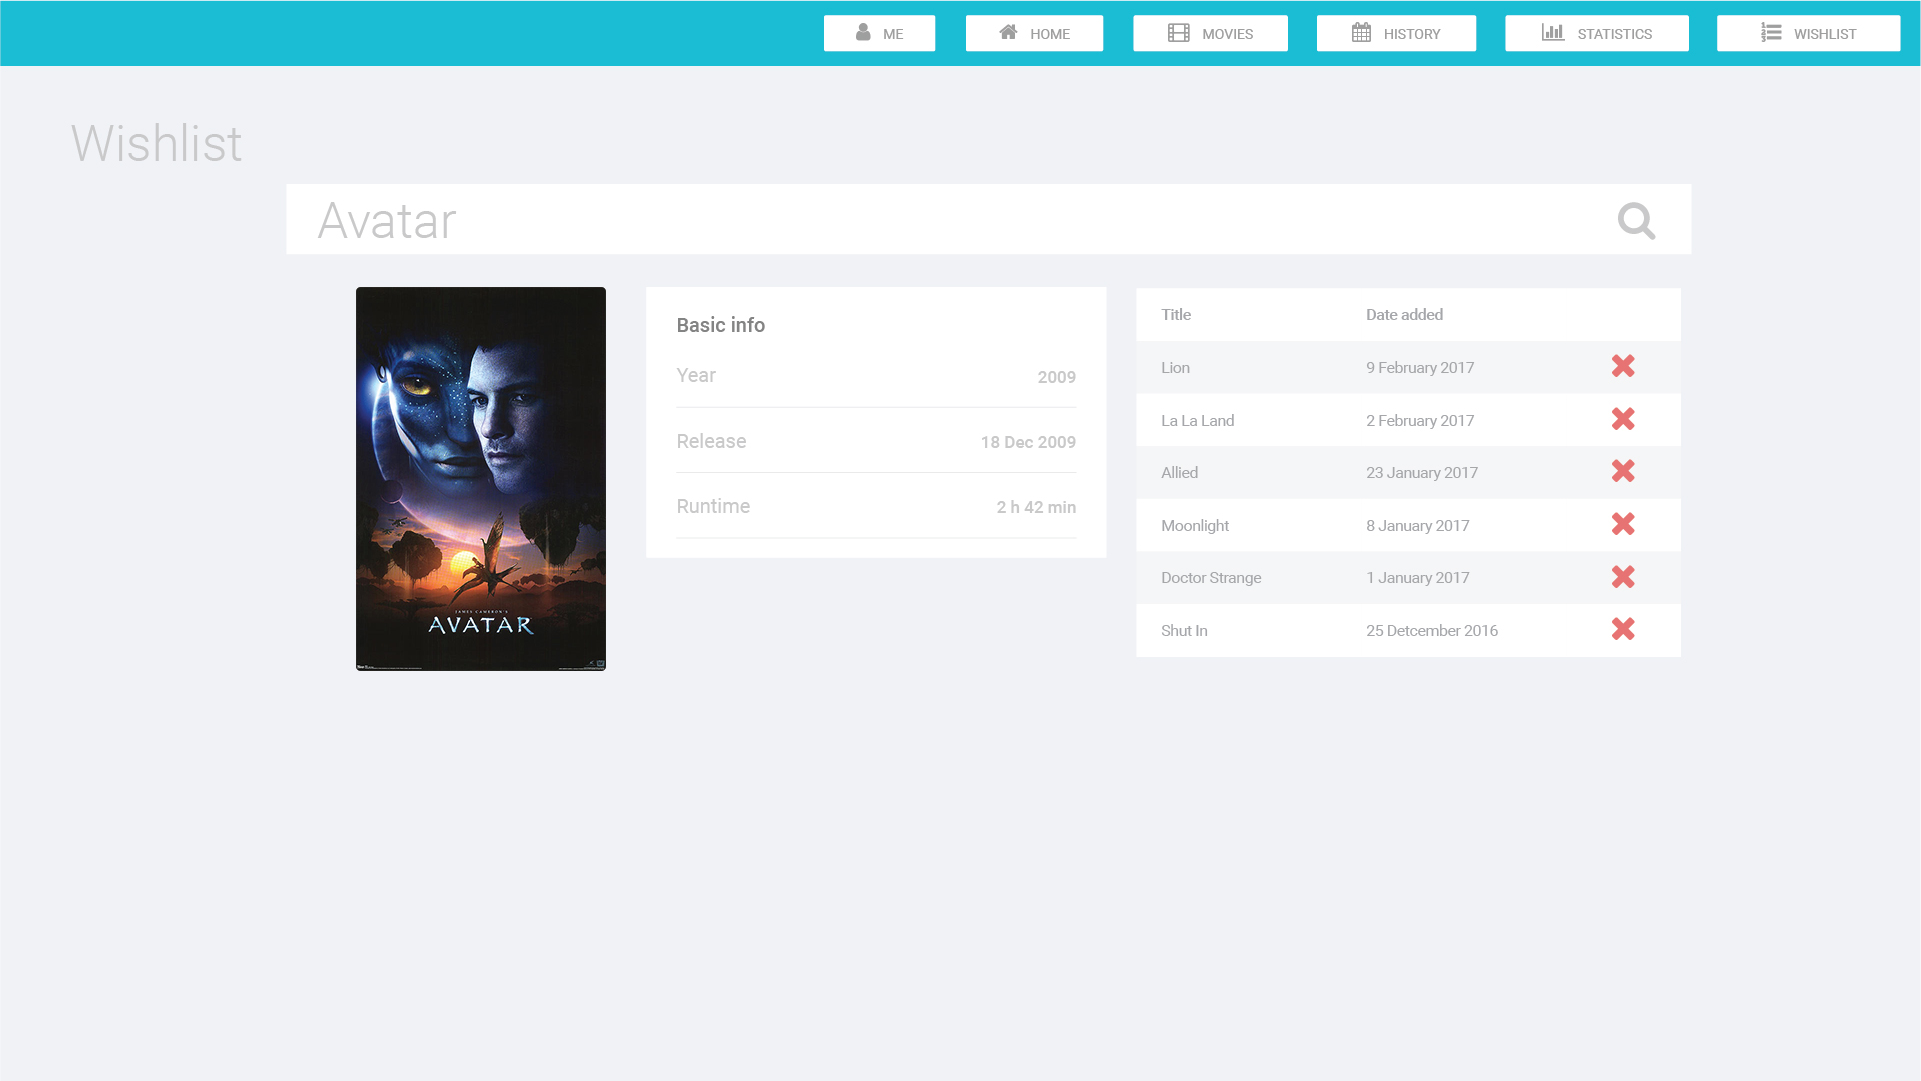 ME HOME MOVIES HISTORY STATISTICS WISHLIST
Wishlist
Avatar
JAMES CAMERON'S
AVATAR
Basic info
Year 2009
Release 18 Dec 2009
Runtime 2 h 42 min
Title Date added
Lion 9 February 2017
La La Land 2 February 2017
Allied 23 January 2017
Moonlight 8 January 2017
Doctor Strange 1 January 2017
Shut In 25 Detcember 2016